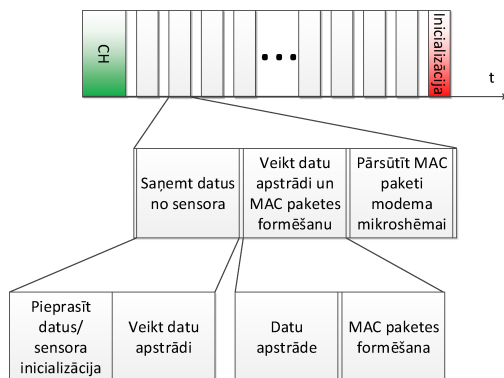 CH
Inicializācija
t
Saņemt datus
no sensora
Veikt datu
apstrādi un
MAC paketes
formēšanu
Pārsūtīt MAC
paketi
modema
mikroshēmai
Pieprasīt
datus/
sensora
inicializācija
Veikt datu
apstrādi
Datu
apstrāde
MAC paketes
formēšana